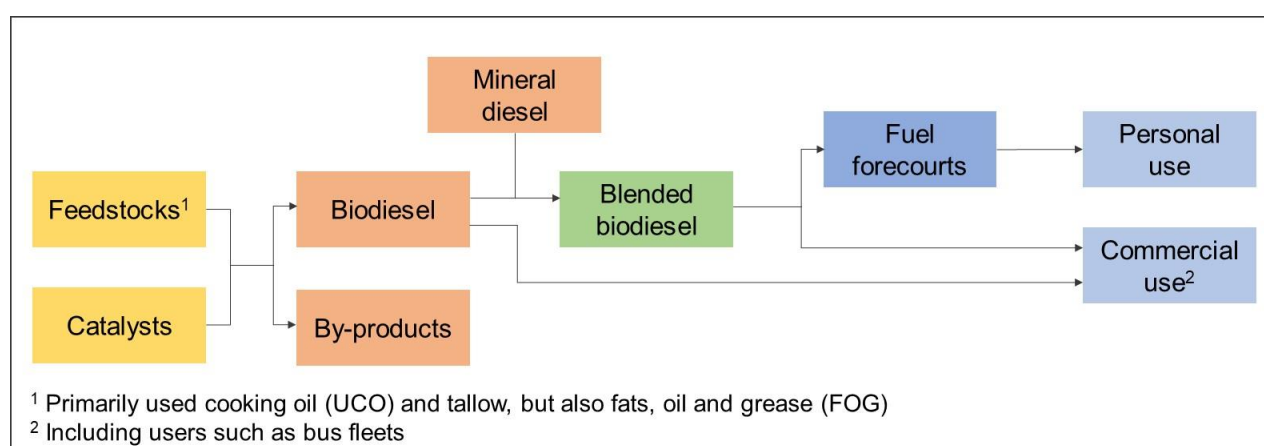 Mineral
diesel
Fuel
forecourts
Personal
use
Feedstocks¹
Biodiesel
Blended
biodiesel
Commercial
use²
Catalysts
By-products
¹ Primarily used cooking oil (UCO) and tallow, but also fats, oil and grease (FOG)
² Including users such as bus fleets